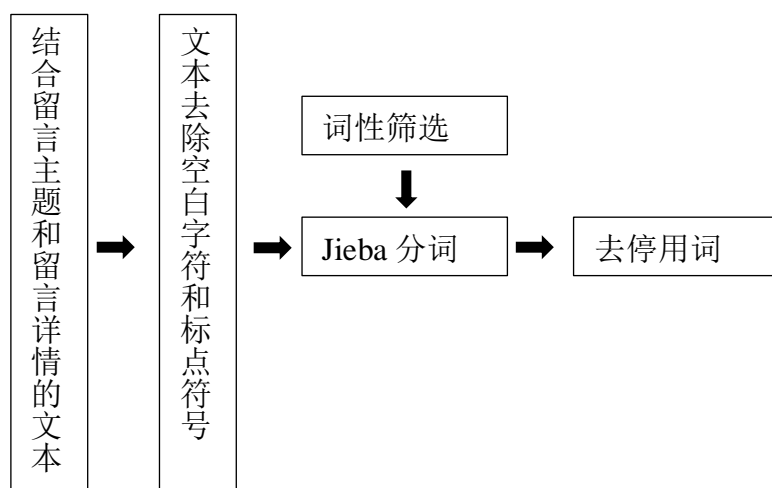 结合留言主题和留言详情的文本
文本去除空白字符和标点符号
词性筛选
Jieba 分词
去停用词